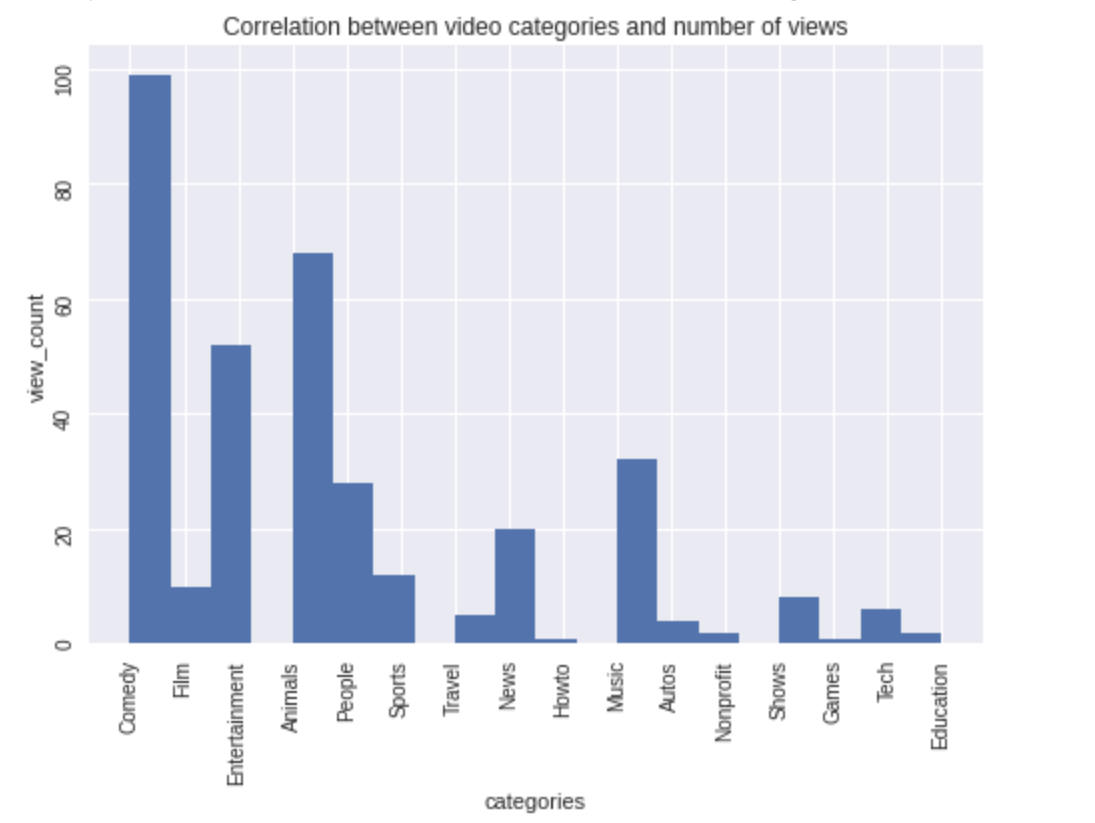 Correlation between video categories and number of views
100
80
60
40
20
0
view_count
Comedy
Film
Entertainment
Animals
People
Sports
Travel
News
Howto
Music
Autos
Nonprofit
Shows
Games
Tech
Education
categories